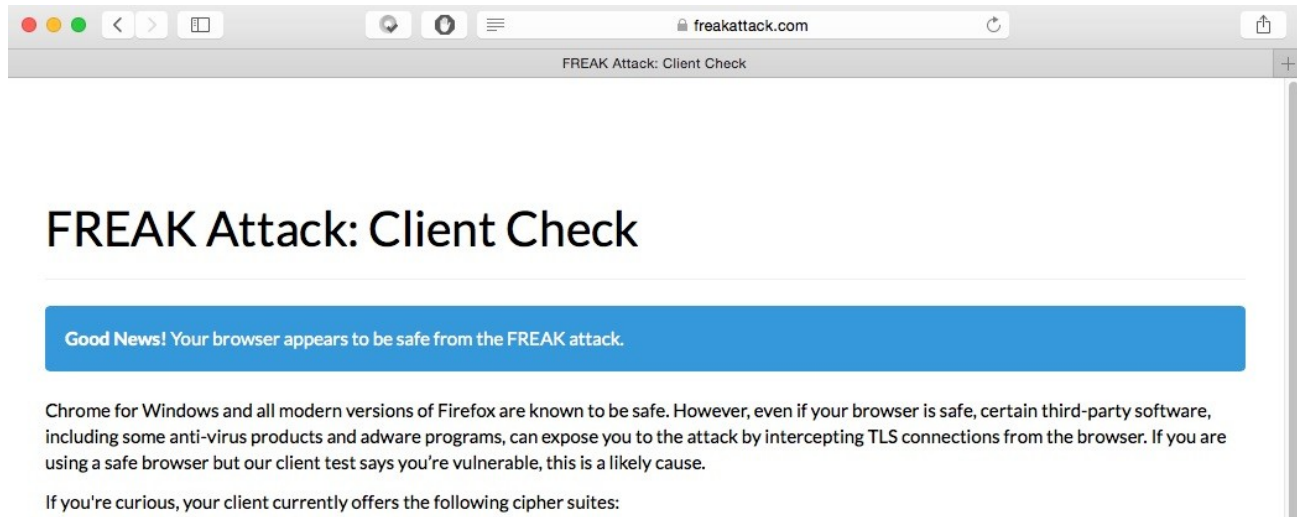 freakattack.com
FREAK Attack: Client Check
FREAK Attack: Client Check
Good News! Your browser appears to be safe from the FREAK attack.
Chrome for Windows and all modern versions of Firefox are known to be safe. However, even if your browser is safe, certain third-party software,
including some anti-virus products and adware programs, can expose you to the attack by intercepting TLS connections from the browser. If you are
using a safe browser but our client test says you’re vulnerable, this is a likely cause.
If you're curious, your client currently offers the following cipher suites: